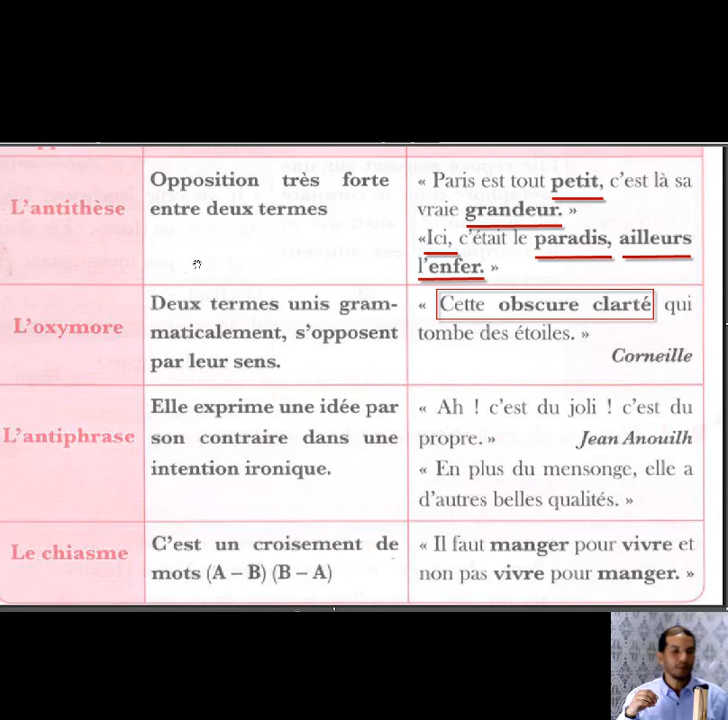 L'antithèse
Opposition très forte
entre deux termes
« Paris est tout petit, c'est là sa
vraie grandeur. »
«Ici, c'était le paradis, ailleurs
l'enfer. »
L'oxymore
Deux termes unis gram-
maticalement, s'opposent
par leur sens.
« Cette obscure clarté qui
tombe des étoiles. »
Corneille
L'antiphrase
Elle exprime une idée par
son contraire dans une
intention ironique.
« Ah ! c'est du joli ! c'est du
propre. » Jean Anouilh
« En plus du mensonge, elle a
d'autres belles qualités. »
Le chiasme
C'est un croisement de
mots (A – B) (B – A)
« Il faut manger pour vivre et
non pas vivre pour manger. »